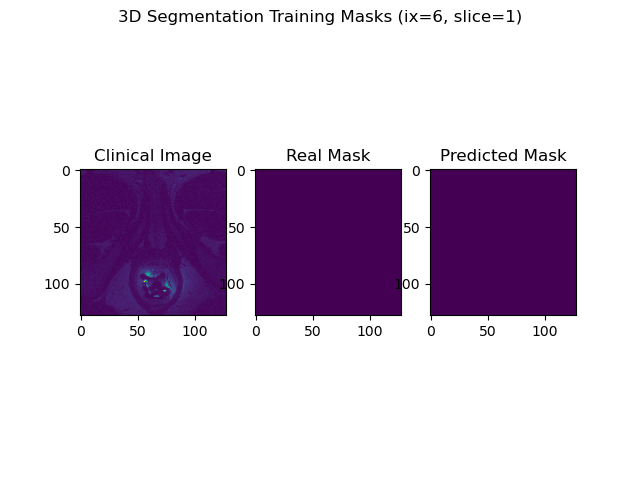 3D Segmentation Training Masks (ix=6, slice=1)
Clinical Image Real Mask Predicted Mask
0 0 0
50 50 50
100 100 100
0 50 100 0 50 100 0 50 100